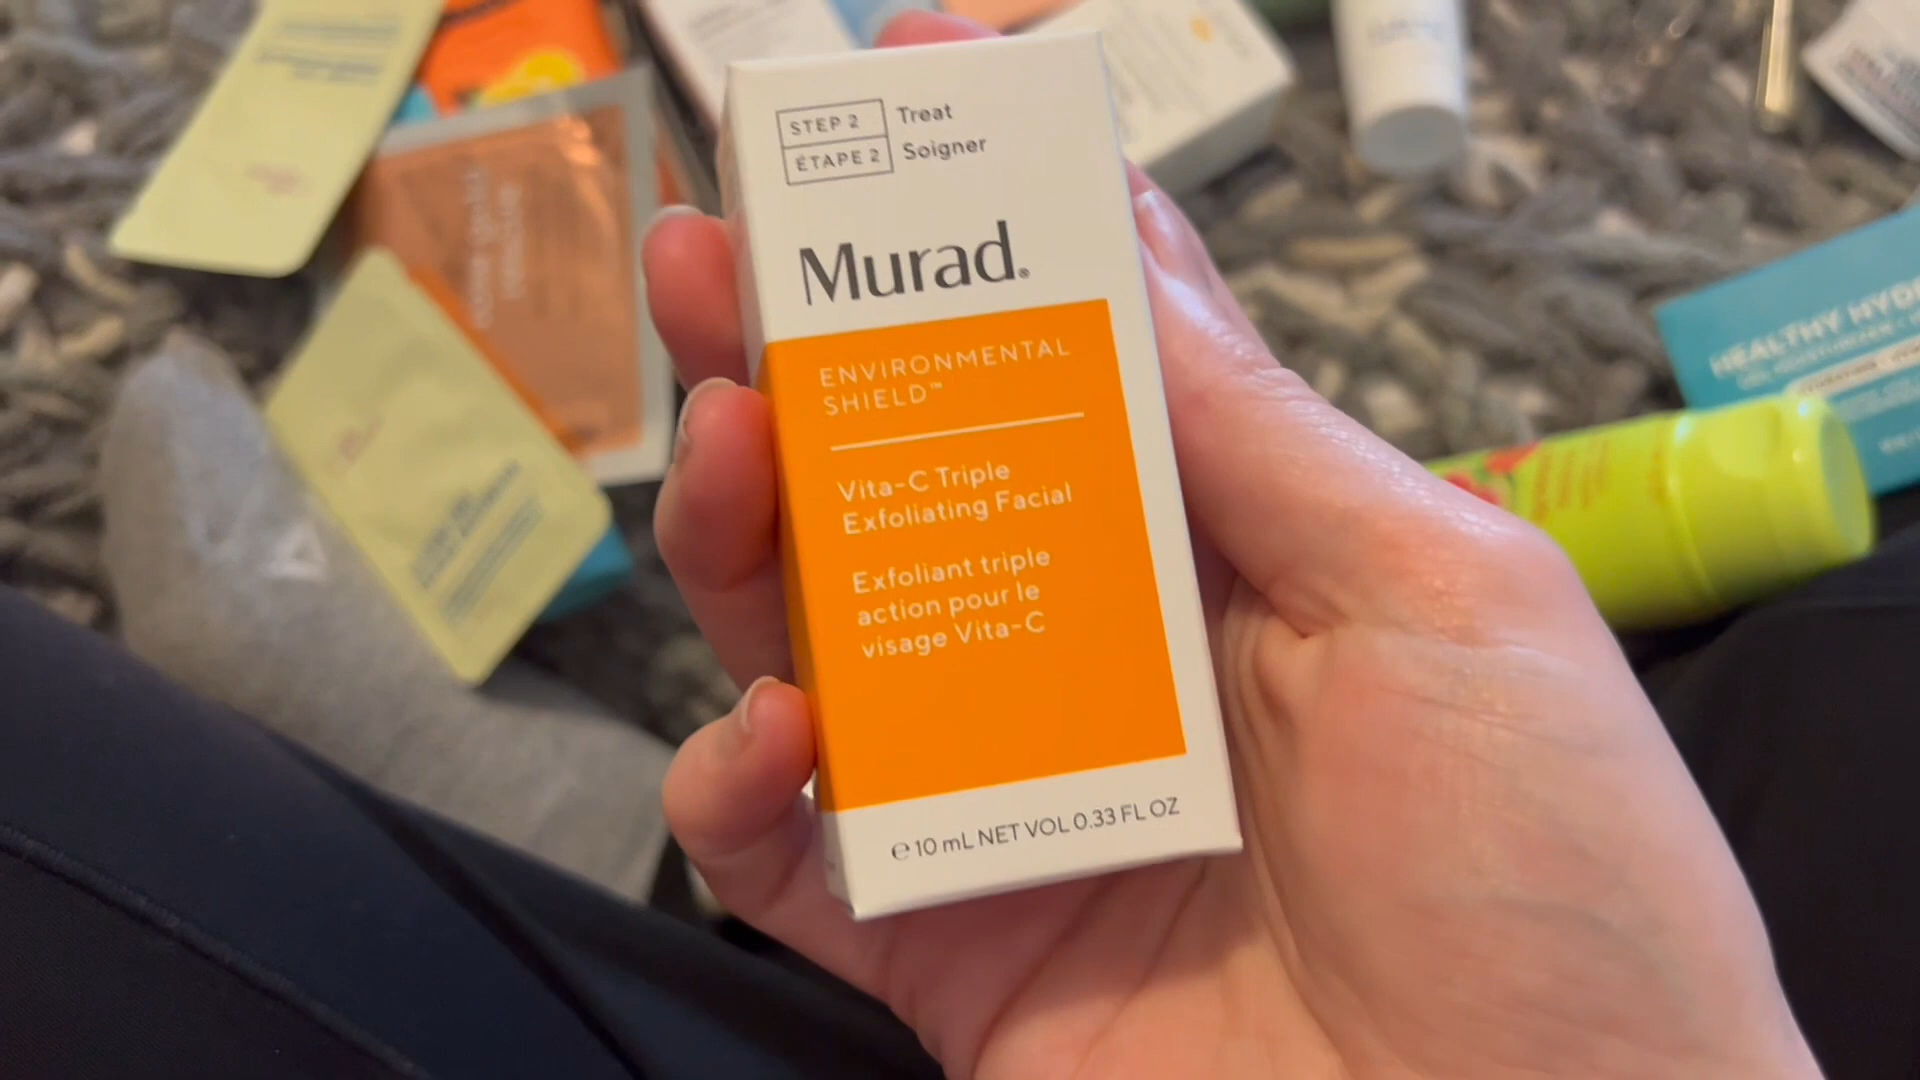 STEP 2 Treat
ÉTAPE 2 Soigner
Murad®
ENVIRONMENTAL
SHIELD™
Vita-C Triple
Exfoliating Facial
Exfoliant triple
action pour le
visage Vita-C
℮ 10 mL NET VOL 0.33 FL OZ
HEALTHY HYD